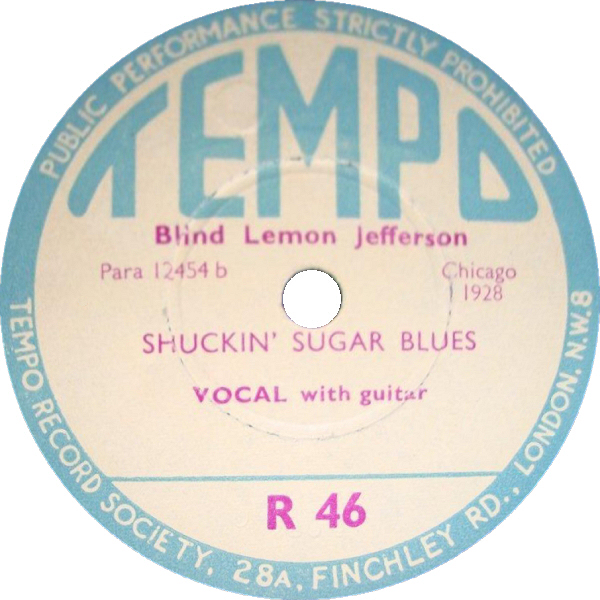 PUBLIC PERFORMANCE STRICTLY PROHIBITED
TEMPO
Blind Lemon Jefferson
Para 12454 b
Chicago
1928
SHUCKIN' SUGAR BLUES
VOCAL with guitar
R 46
TEMPO RECORD SOCIETY, 28A, FINCHLEY RD., LONDON. N.W.8